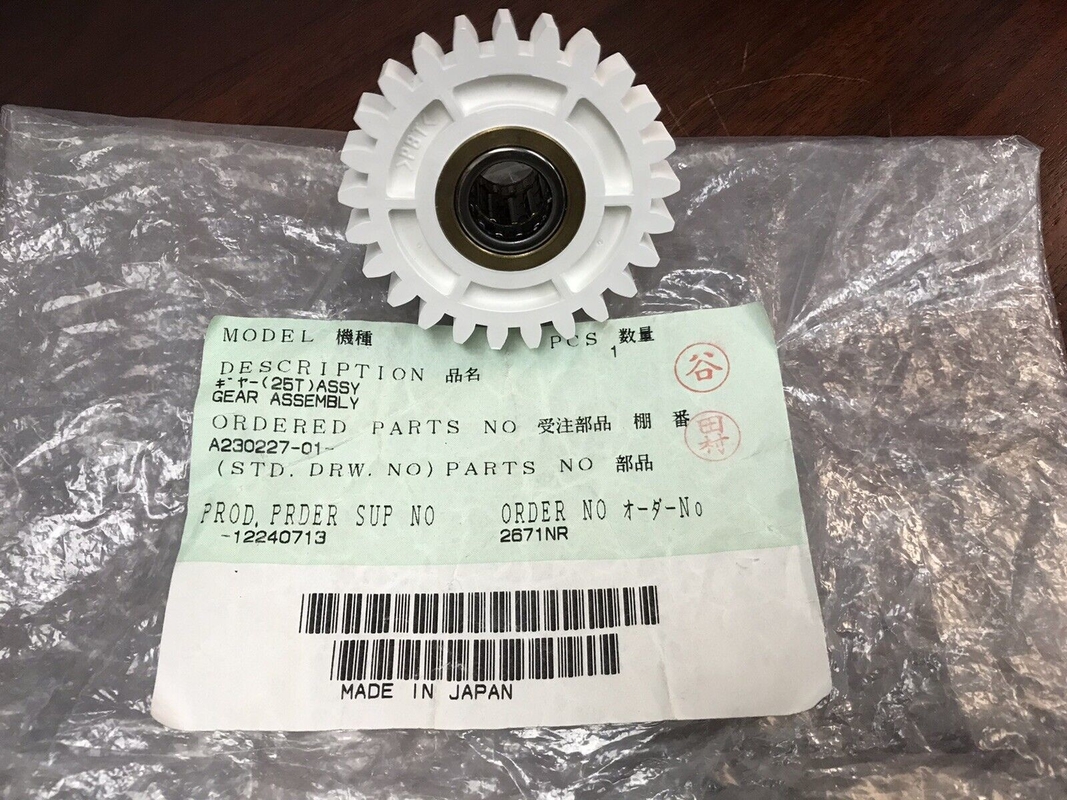 MODEL 機種 PCS 数量
1
DESCRIPTION 品名
ギヤー(25T)ASSY
GEAR ASSEMBLY
ORDERED PARTS NO 受注部品 棚 番
A230227-01-
(STD. DRW. NO) PARTS NO 部品
PROD. PRDER SUP NO ORDER NO オーダーNo
-12240713 2671NR
谷
田村
MADE IN JAPAN